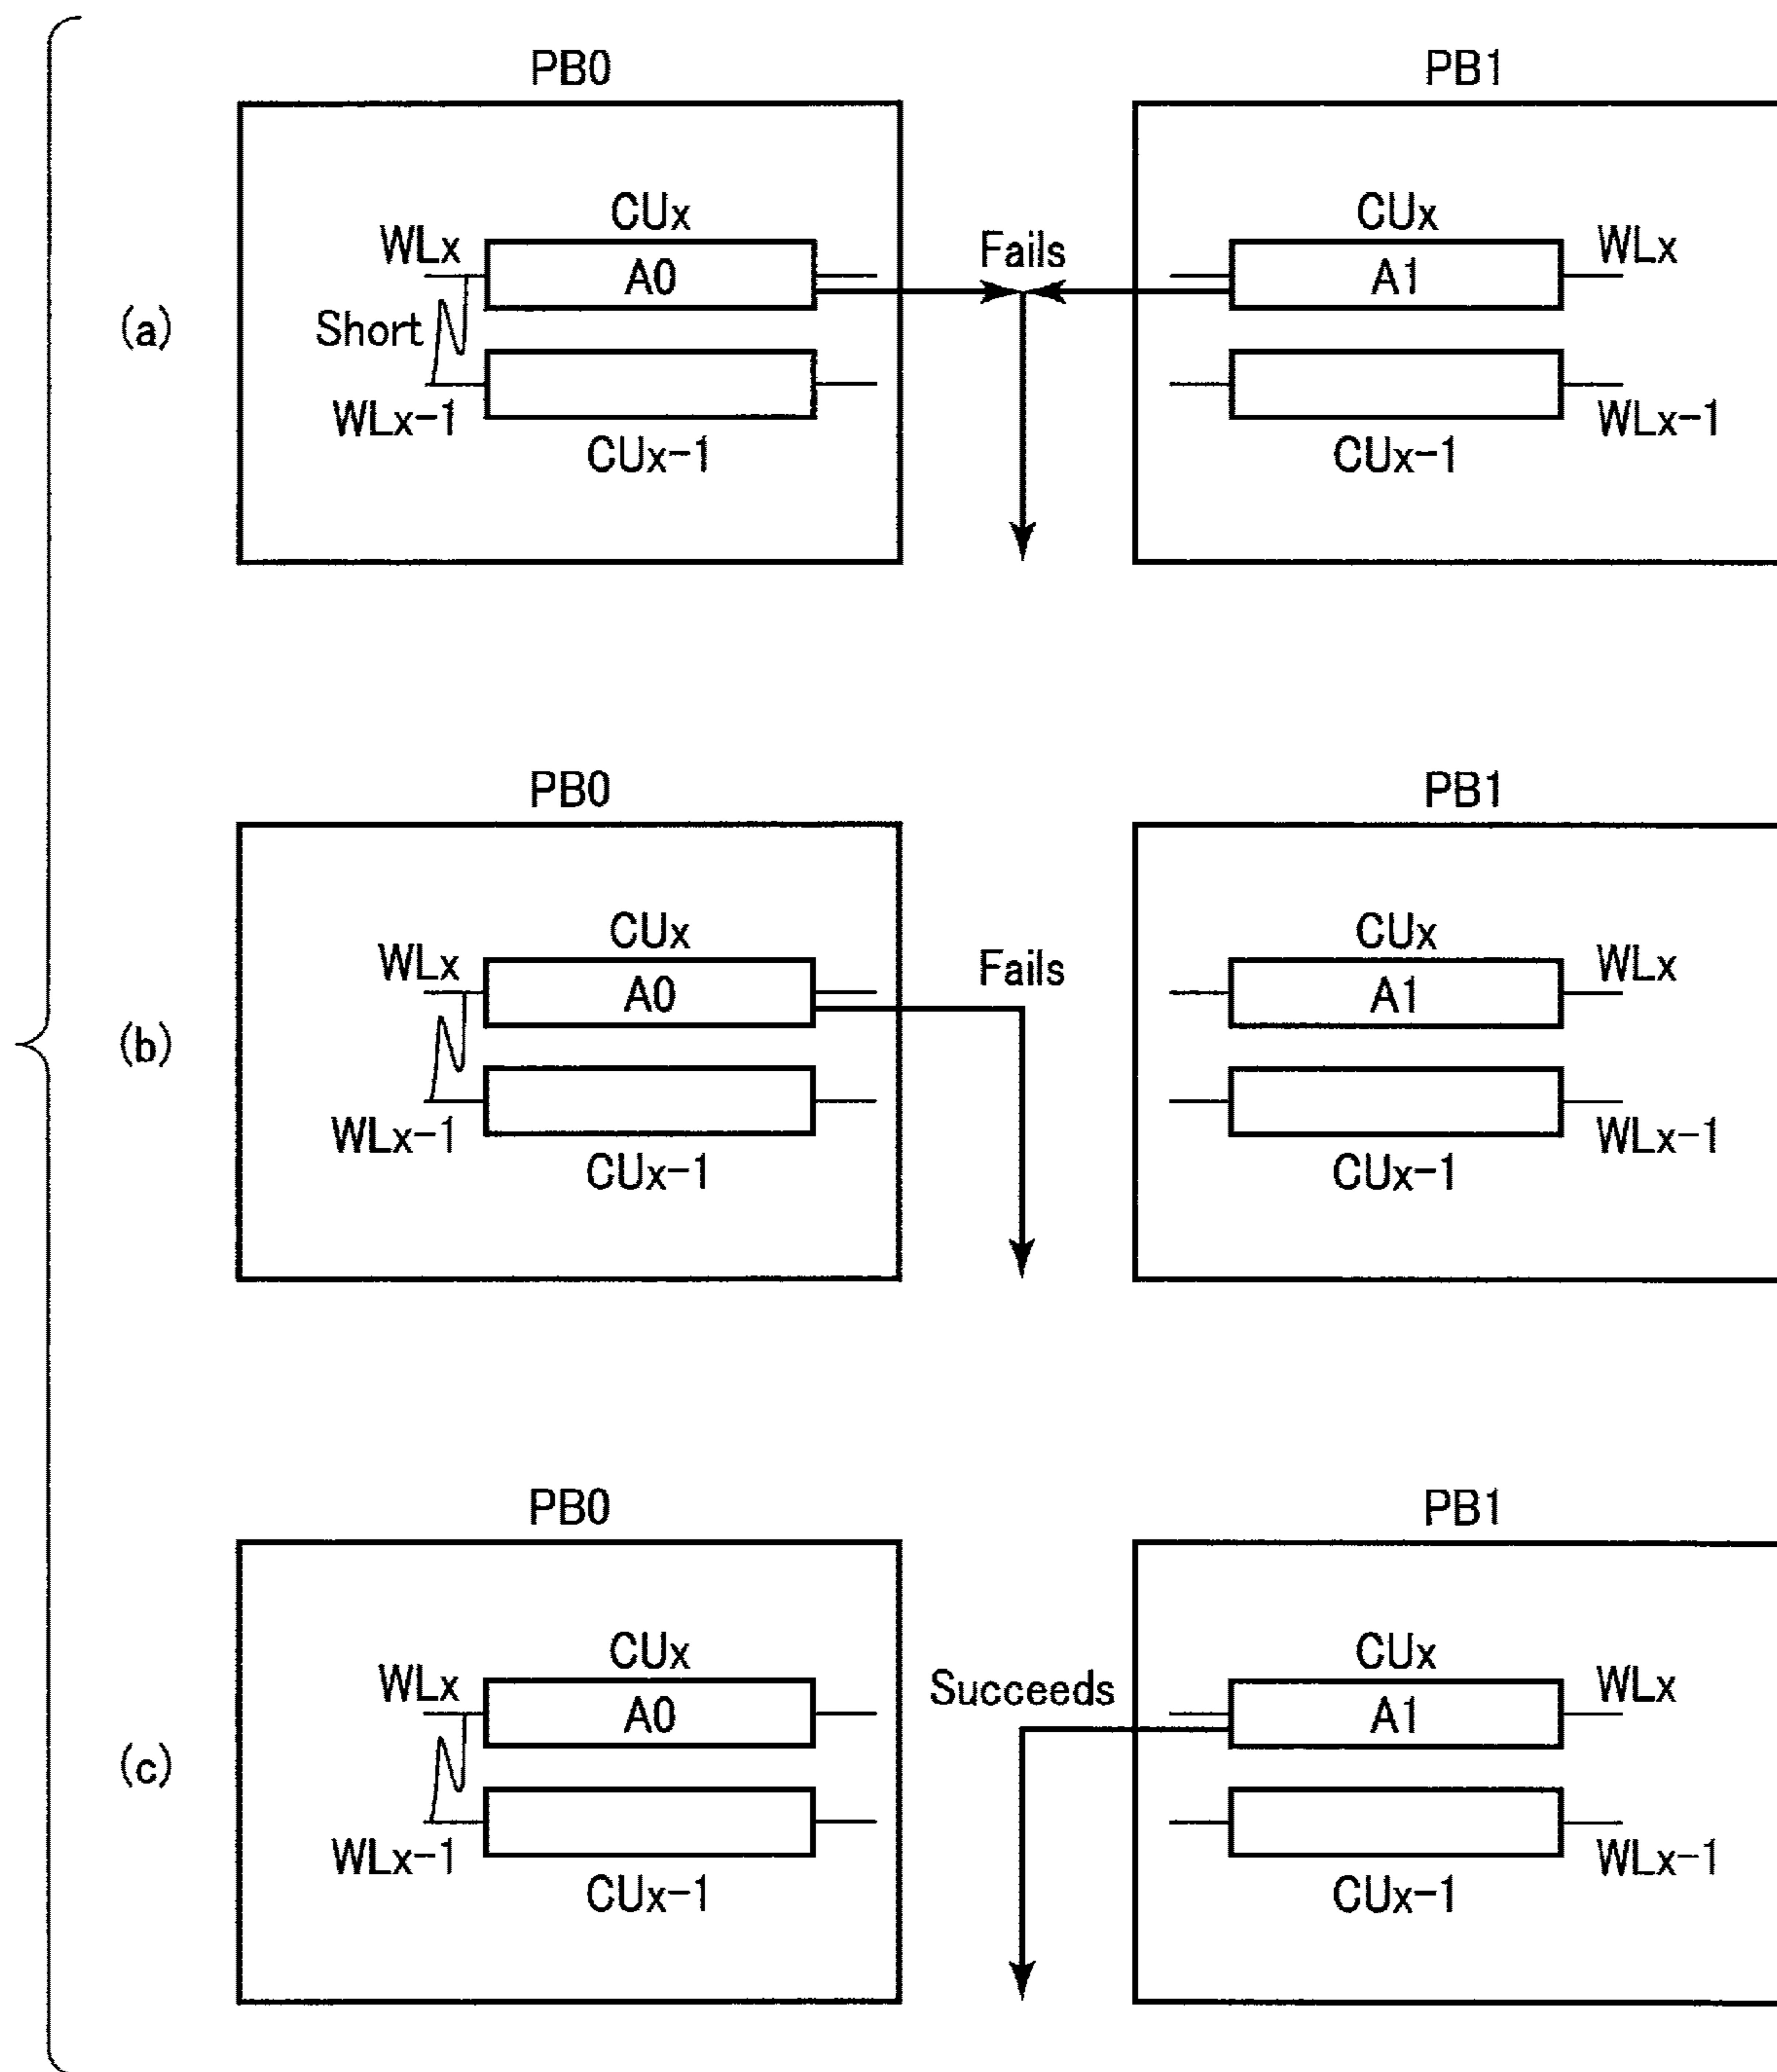 PB0 PB1
CUx CUx
WLx Fails WLx
A0 A1
(a) Short
WLx-1 WLx-1
CUx-1 CUx-1
PB0 PB1
CUx CUx
WLx Fails WLx
A0 A1
(b)
WLx-1 WLx-1
CUx-1 CUx-1
PB0 PB1
CUx CUx
WLx Succeeds WLx
A0 A1
(c)
WLx-1 WLx-1
CUx-1 CUx-1